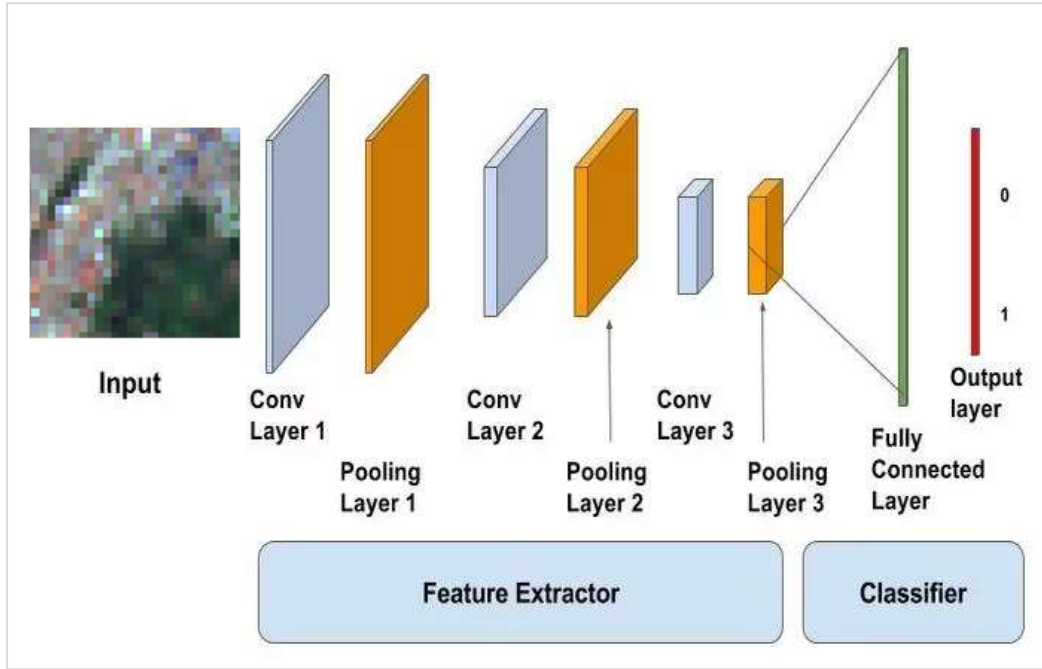 Input
Conv
Layer 1
Pooling
Layer 1
Conv
Layer 2
Pooling
Layer 2
Conv
Layer 3
Pooling
Layer 3
Fully
Connected
Layer
0
1
Output
layer
Feature Extractor
Classifier